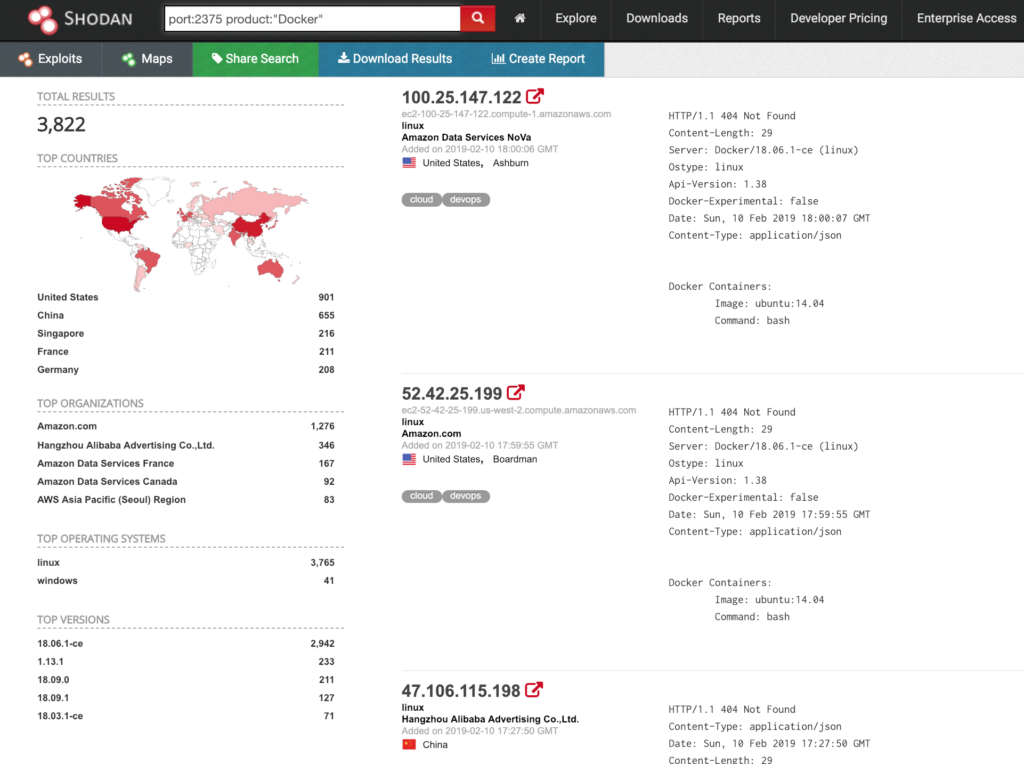 SHODAN
port:2375 product:"Docker"
Explore
Downloads
Reports
Developer Pricing
Enterprise Access
Exploits
Maps
Share Search
Download Results
Create Report
TOTAL RESULTS
3,822
TOP COUNTRIES
United States 901
China 655
Singapore 216
France 211
Germany 208
TOP ORGANIZATIONS
Amazon.com 1,276
Hangzhou Alibaba Advertising Co.,Ltd. 346
Amazon Data Services France 167
Amazon Data Services Canada 92
AWS Asia Pacific (Seoul) Region 83
TOP OPERATING SYSTEMS
linux 3,765
windows 41
TOP VERSIONS
18.06.1-ce 2,942
1.13.1 233
18.09.0 211
18.09.1 127
18.03.1-ce 71
100.25.147.122
ec2-100-25-147-122.compute-1.amazonaws.com
linux
Amazon Data Services NoVa
Added on 2019-02-10 18:00:06 GMT
United States, Ashburn
cloud devops
HTTP/1.1 404 Not Found
Content-Length: 29
Server: Docker/18.06.1-ce (linux)
Ostype: linux
Api-Version: 1.38
Docker-Experimental: false
Date: Sun, 10 Feb 2019 18:00:07 GMT
Content-Type: application/json
Docker Containers:
Image: ubuntu:14.04
Command: bash
52.42.25.199
ec2-52-42-25-199.us-west-2.compute.amazonaws.com
linux
Amazon.com
Added on 2019-02-10 17:59:55 GMT
United States, Boardman
cloud devops
HTTP/1.1 404 Not Found
Content-Length: 29
Server: Docker/18.06.1-ce (linux)
Ostype: linux
Api-Version: 1.38
Docker-Experimental: false
Date: Sun, 10 Feb 2019 17:59:55 GMT
Content-Type: application/json
Docker Containers:
Image: ubuntu:14.04
Command: bash
47.106.115.198
linux
Hangzhou Alibaba Advertising Co.,Ltd.
Added on 2019-02-10 17:27:50 GMT
China
HTTP/1.1 404 Not Found
Content-Type: application/json
Date: Sun, 10 Feb 2019 17:27:50 GMT
Content-Length: 29